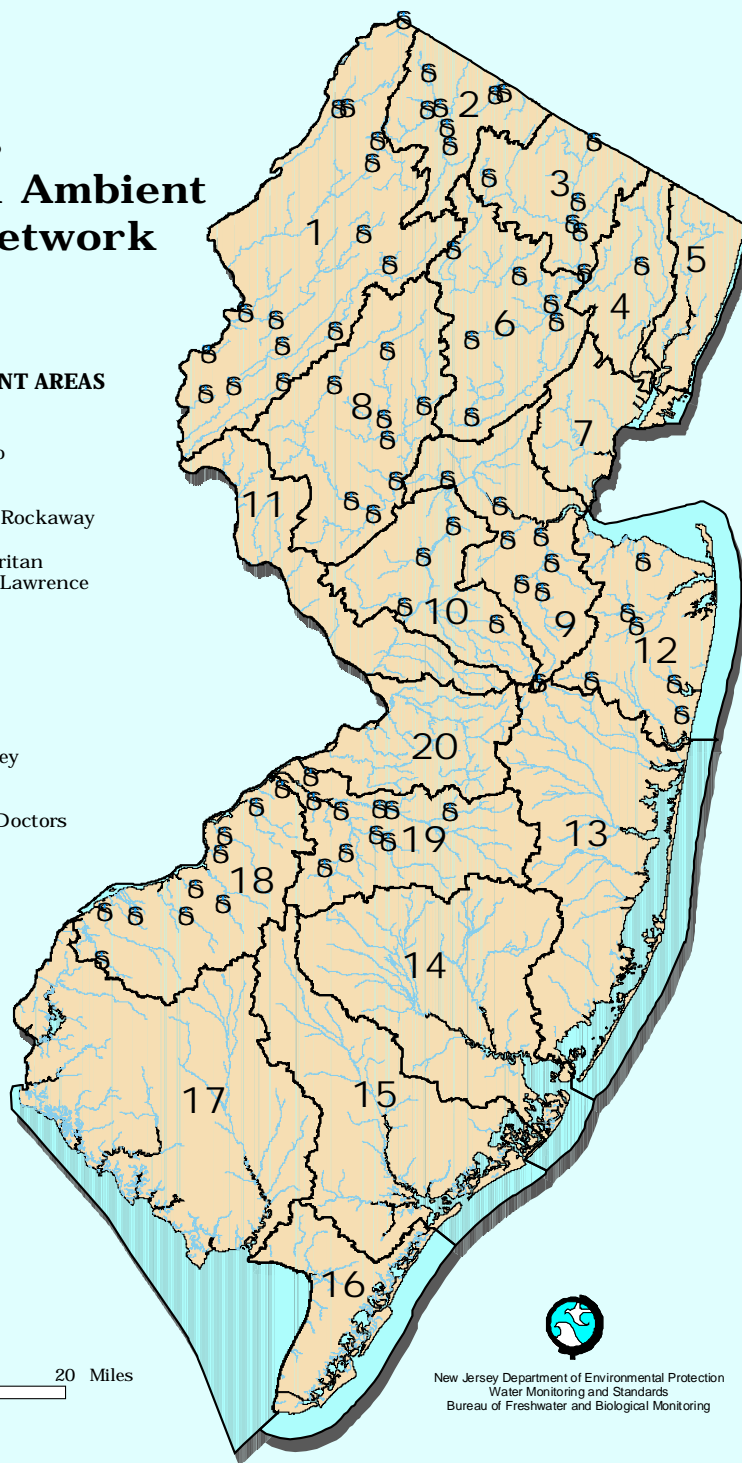 Ambient
etwork
NT AREAS
Rockaway
ritan
Lawrence
ey
Doctors
1
2
3
4
5
6
7
8
9
10
11
12
13
14
15
16
17
18
19
20
20 Miles
New Jersey Department of Environmental Protection
Water Monitoring and Standards
Bureau of Freshwater and Biological Monitoring